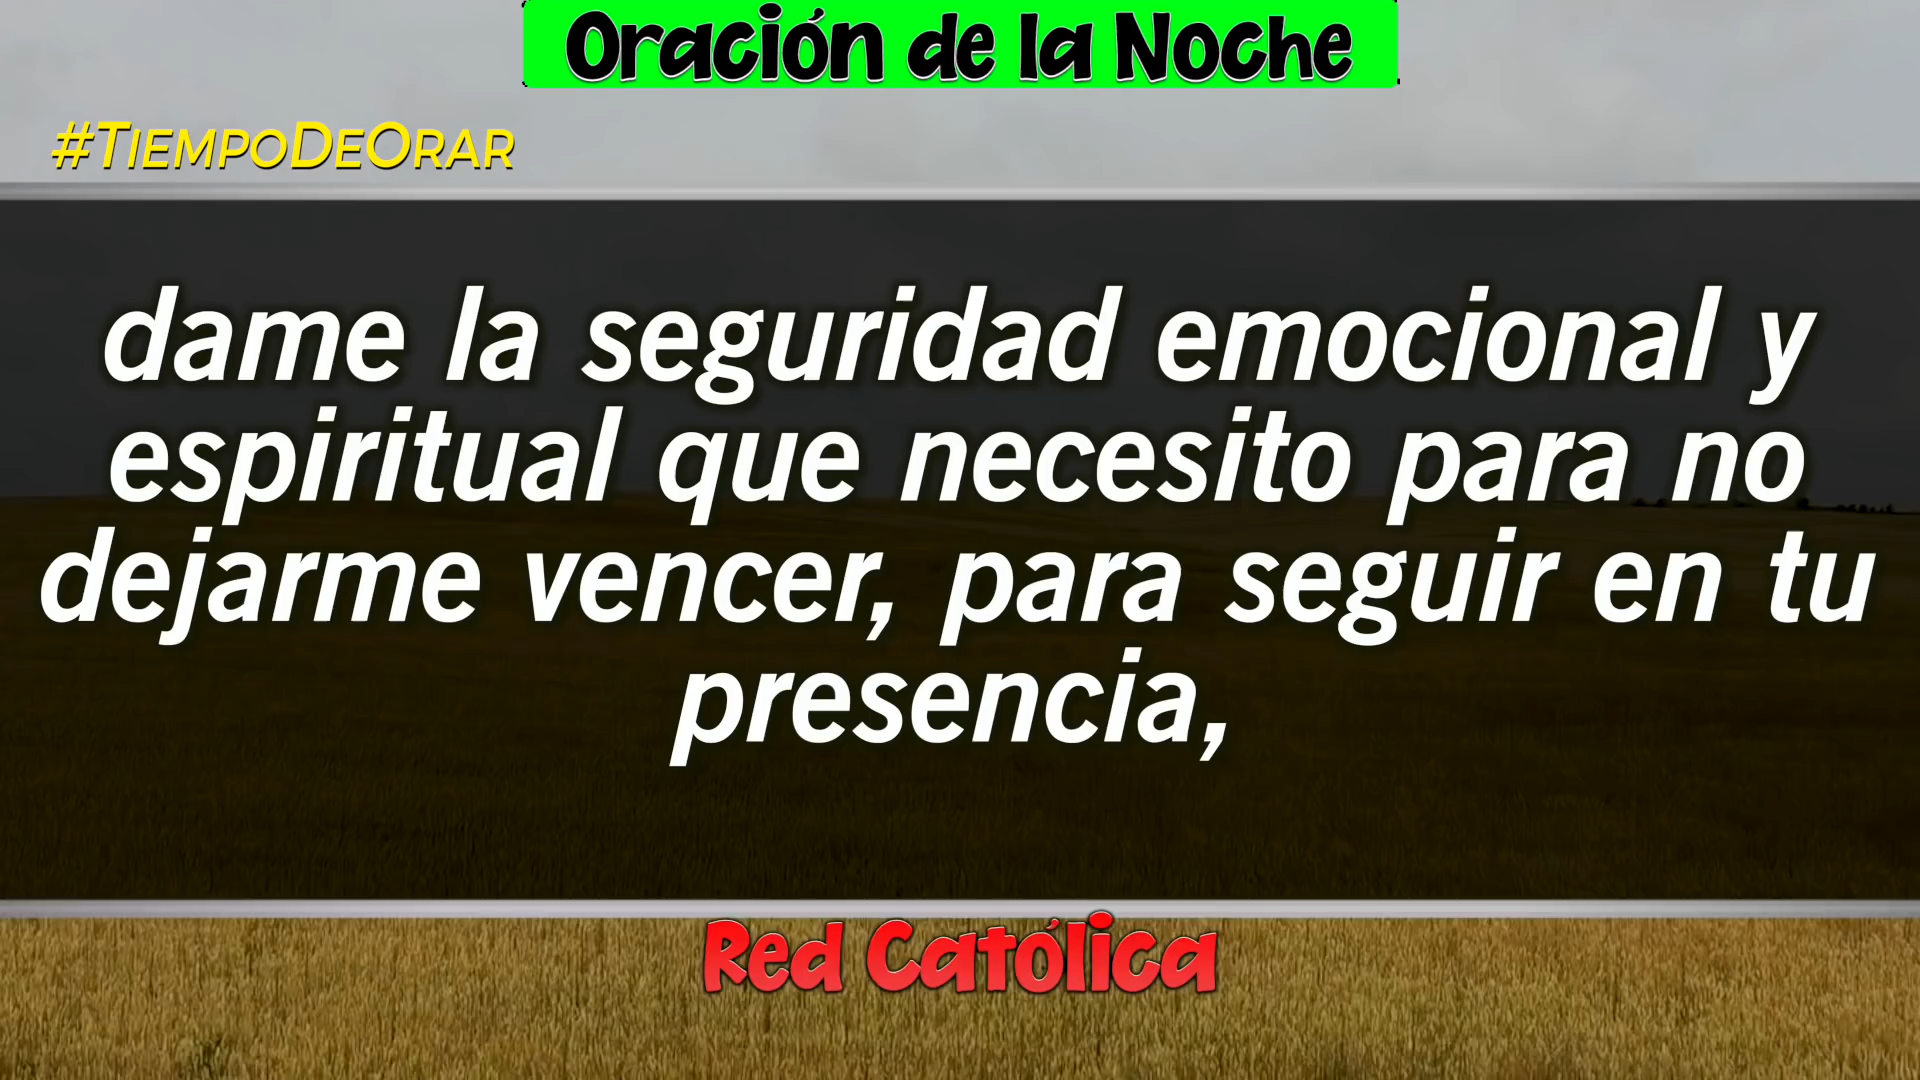 Oración de la Noche
#TiempoDeOrar
dame la seguridad emocional y
espiritual que necesito para no
dejarme vencer, para seguir en tu
presencia,
Red Católica